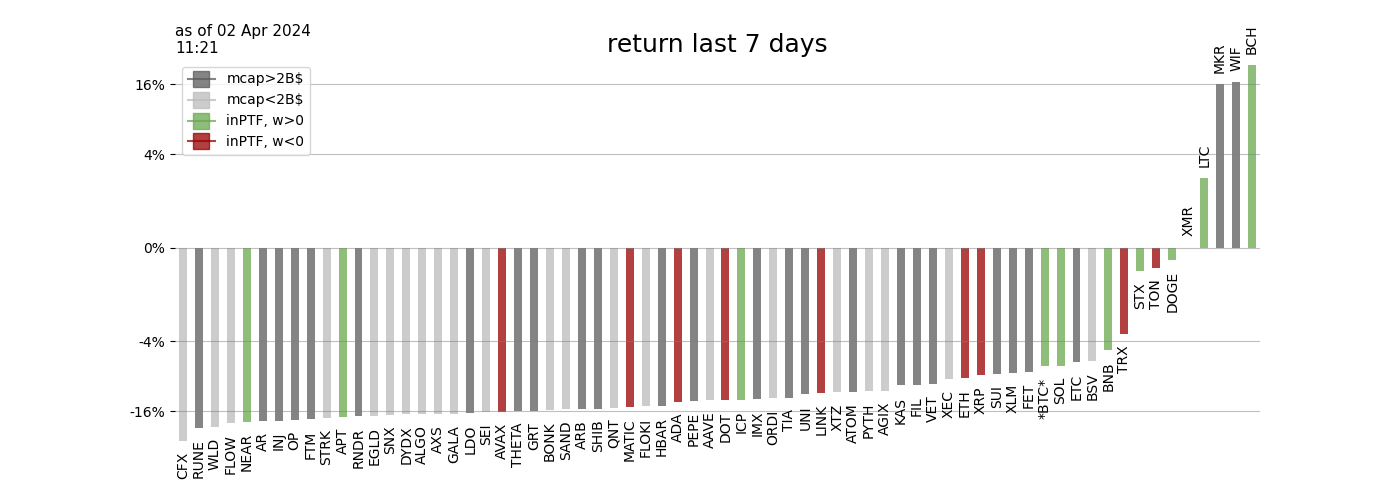 as of 02 Apr 2024
11:21
return last 7 days
mcap>2B$
mcap<2B$
inPTF, w>0
inPTF, w<0
16%
4%
0%
-4%
-16%
CFX
RUNE
WLD
FLOW
NEAR
AR
INJ
OP
FTM
STRK
APT
RNDR
EGLD
SNX
DYDX
ALGO
AXS
GALA
LDO
SEI
AVAX
THETA
GRT
BONK
SAND
ARB
SHIB
QNT
MATIC
FLOKI
HBAR
ADA
PEPE
AAVE
DOT
ICP
IMX
ORDI
TIA
UNI
LINK
XTZ
ATOM
PYTH
AGIX
KAS
FIL
VET
XEC
ETH
XRP
SUI
XLM
FET
*BTC*
SOL
ETC
BSV
BNB
TRX
STX
TON
DOGE
XMR
LTC
MKR
WIF
BCH